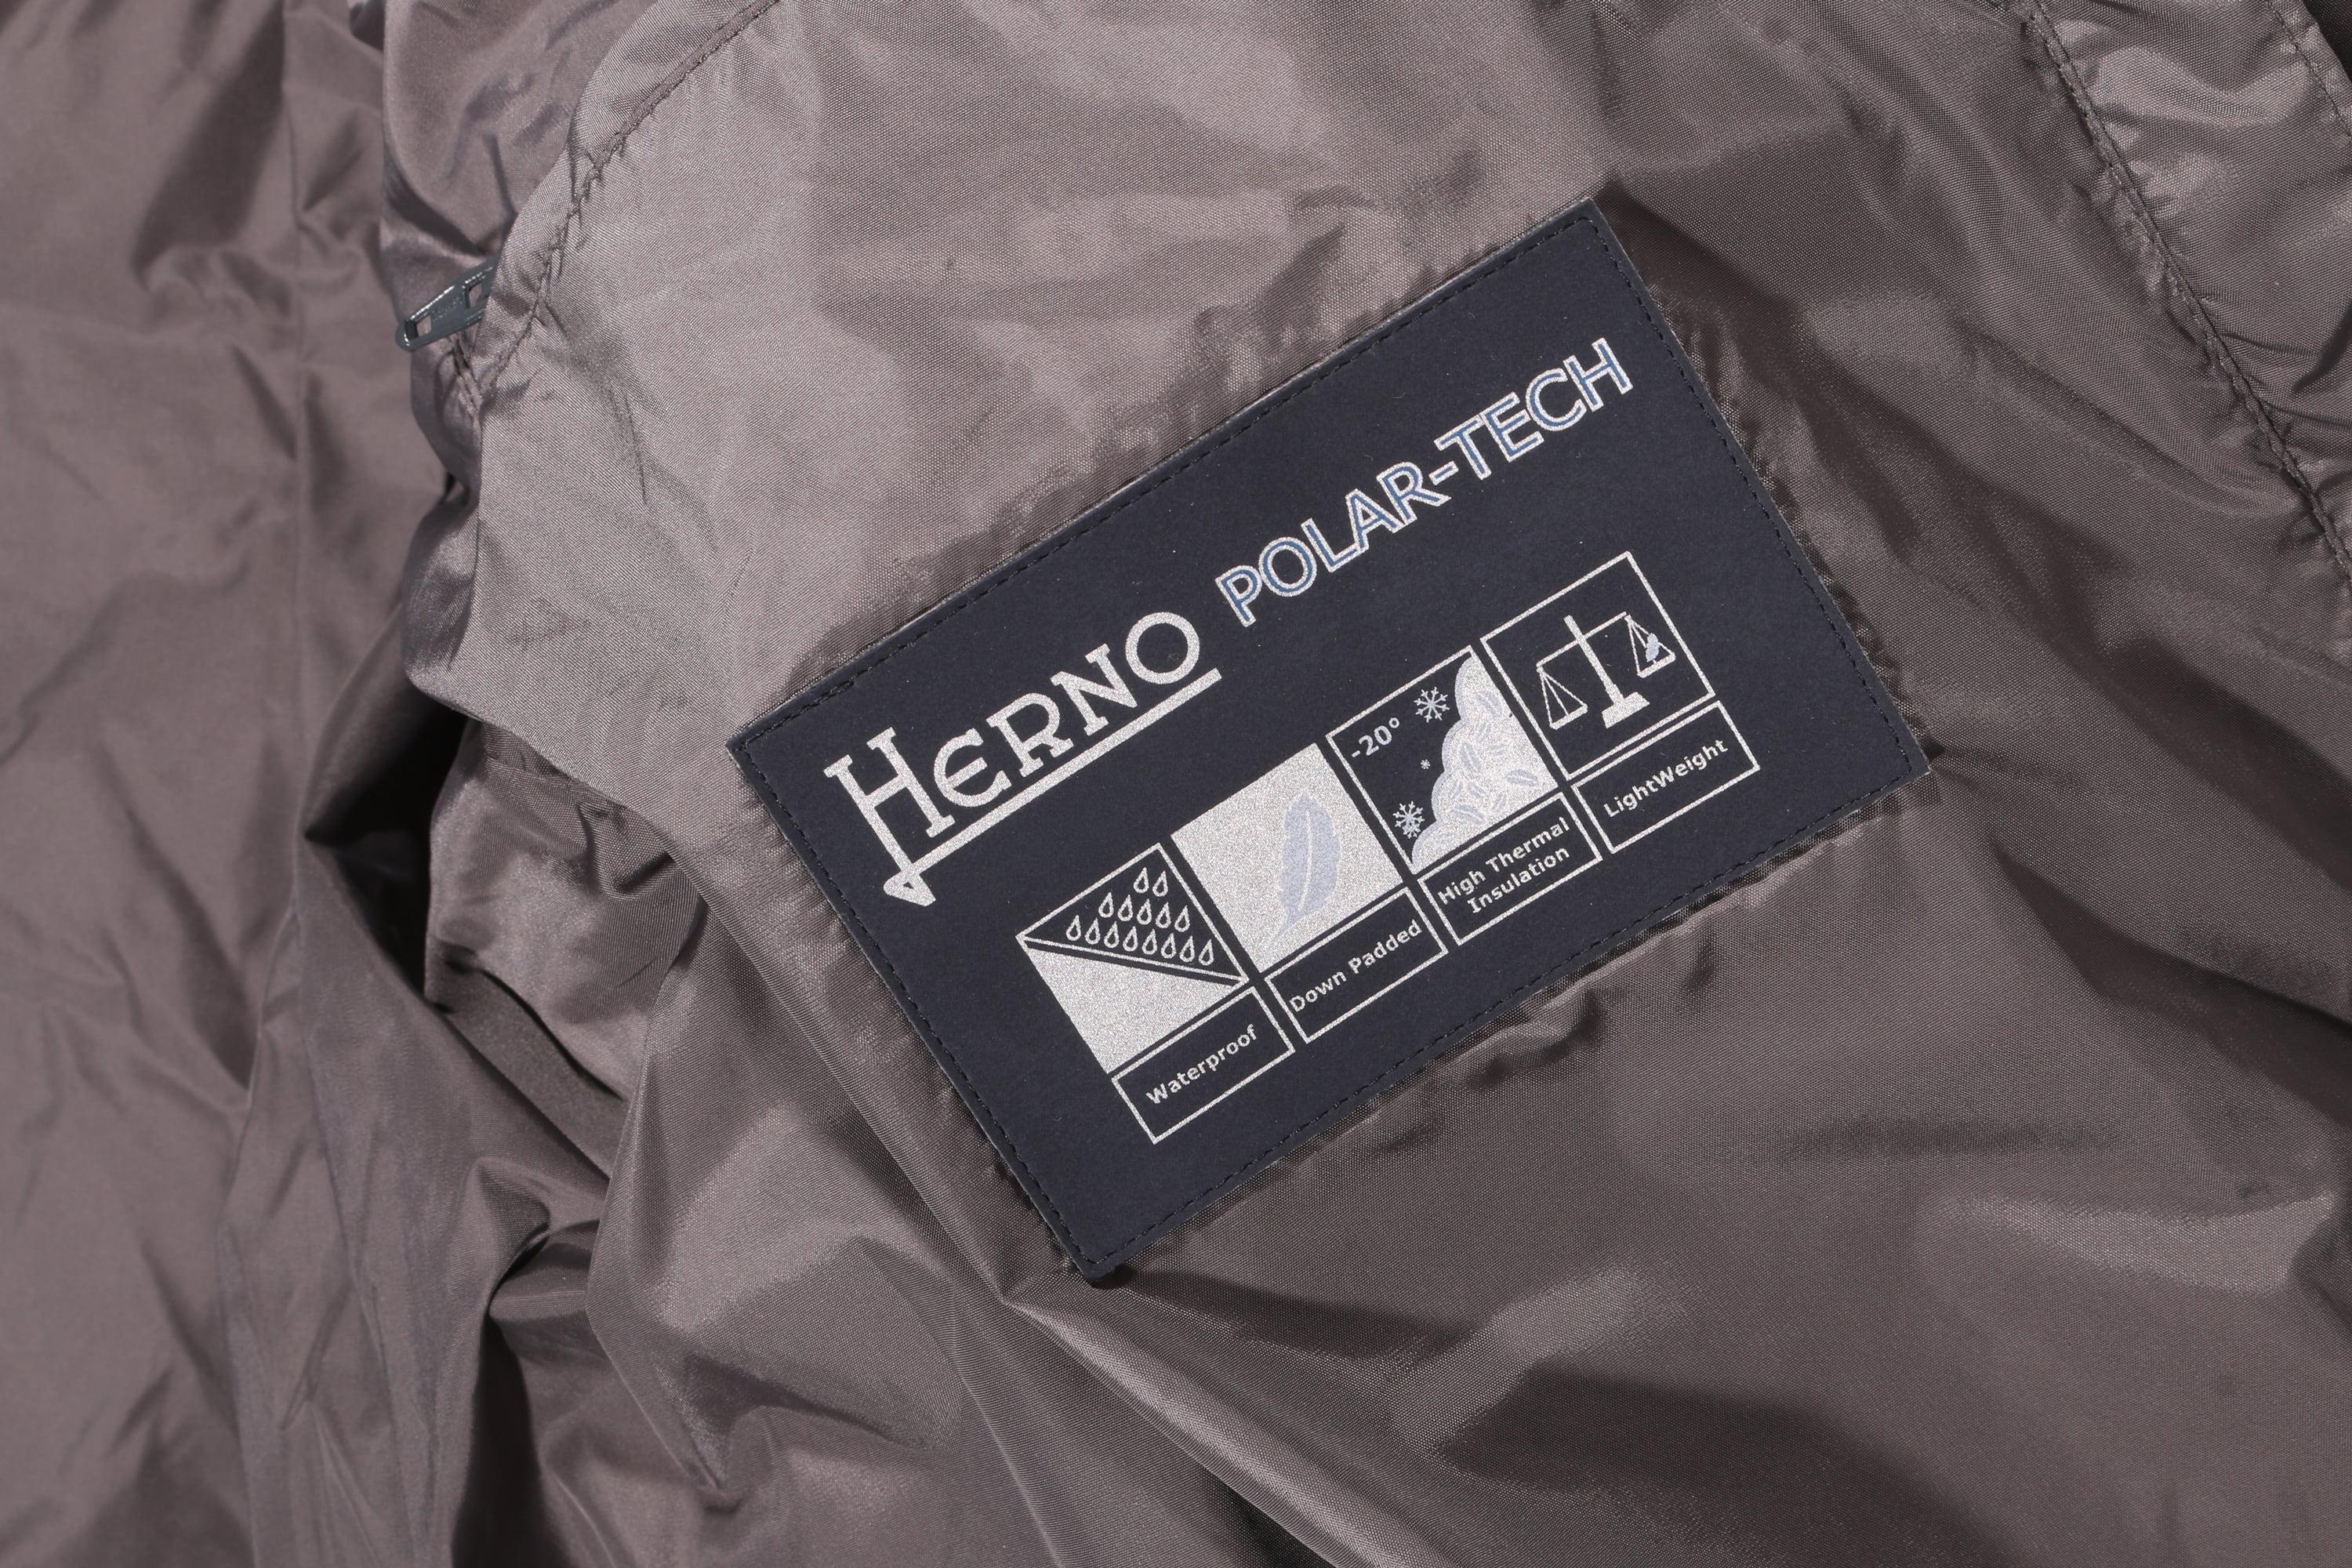 HERNO POLAR-TECH
-20°
Waterproof
Down Padded
High Thermal
Insulation
LightWeight